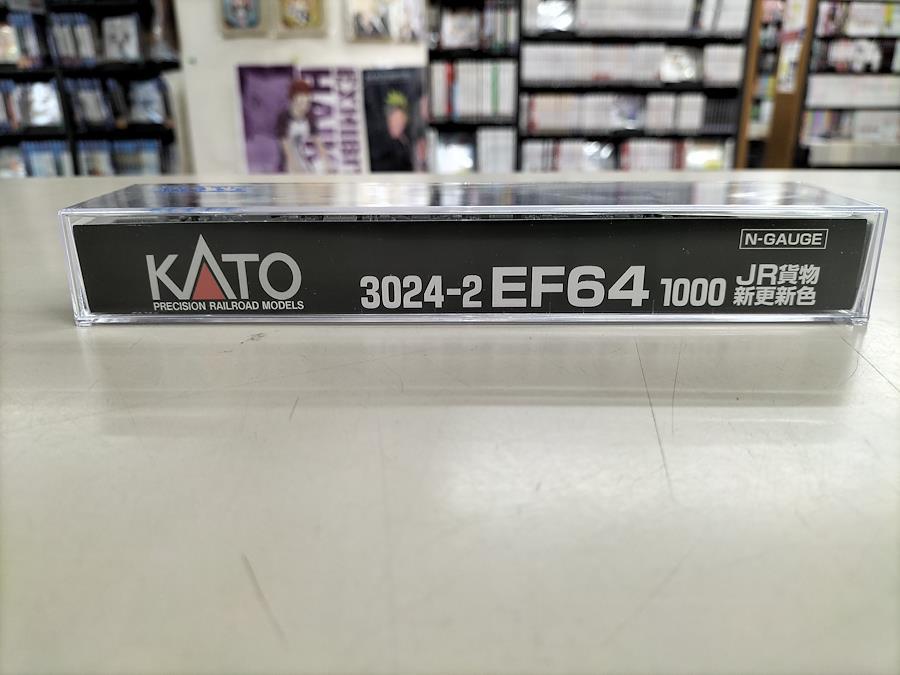 KATO
PRECISION RAILROAD MODELS
3024-2 EF64 1000 JR貨物
新更新色
N-GAUGE